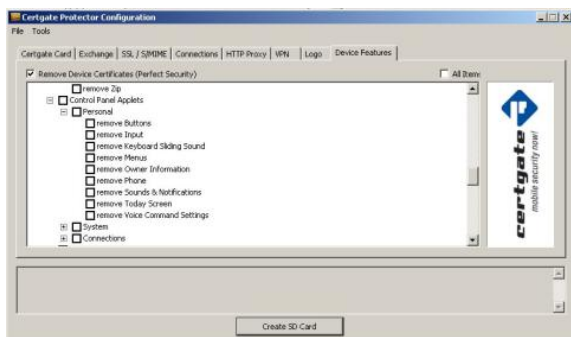 Certgate Protector Configuration
File Tools
Certgate Card Exchange SSL / S/MIME Connections HTTP Proxy VPN Logo Device Features
Remove Device Certificates (Perfect Security) All Items
remove Zip
Control Panel Applets
Personal
remove Buttons
remove Input
remove Keyboard Sliding Sound
remove Menus
remove Owner Information
remove Phone
remove Sounds & Notifications
remove Today Screen
remove Voice Command Settings
System
Connections
certgate
mobile security now!
Create SD Card